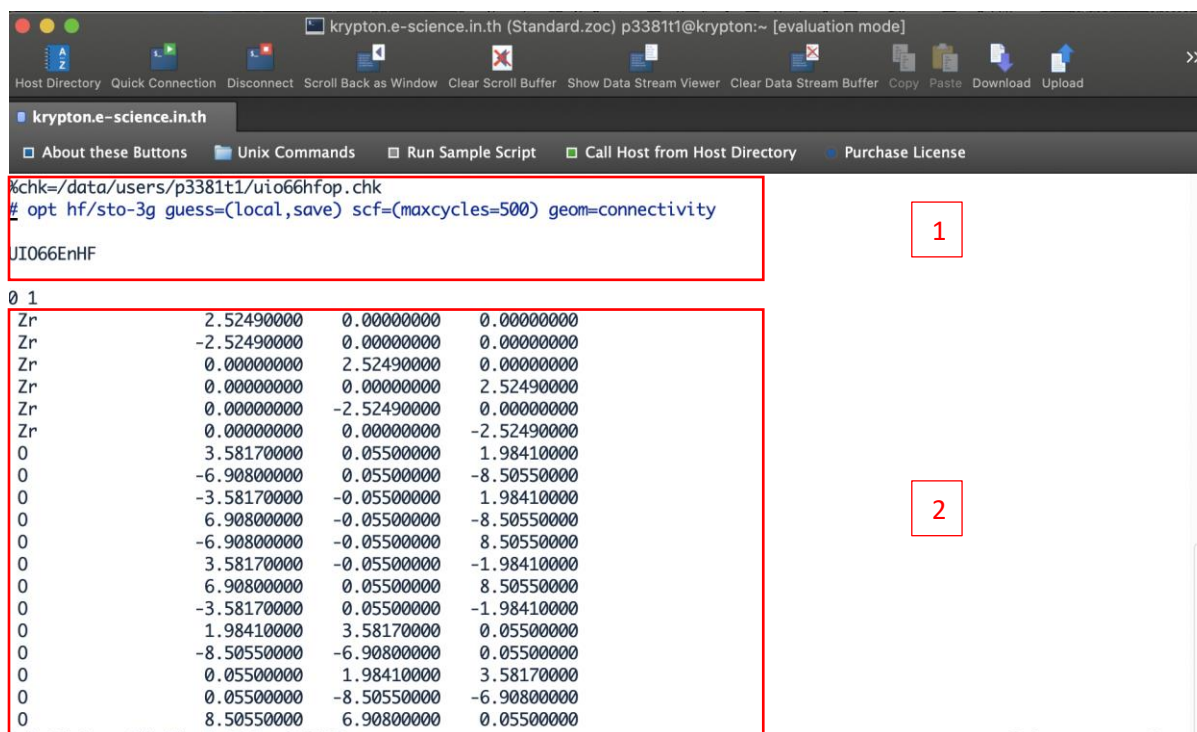 krypton.e-science.in.th (Standard.zoc) p3381t1@krypton:~ [evaluation mode]
Host Directory Quick Connection Disconnect Scroll Back as Window Clear Scroll Buffer Show Data Stream Viewer Clear Data Stream Buffer Copy Paste Download Upload
krypton.e-science.in.th
About these Buttons Unix Commands Run Sample Script Call Host from Host Directory Purchase License
%chk=/data/users/p3381t1/uio66hfop.chk
# opt hf/sto-3g guess=(local,save) scf=(maxcycles=500) geom=connectivity
1
UIO66EnHF
0 1
Zr 2.52490000 0.00000000 0.00000000
Zr -2.52490000 0.00000000 0.00000000
Zr 0.00000000 2.52490000 0.00000000
Zr 0.00000000 0.00000000 2.52490000
Zr 0.00000000 -2.52490000 0.00000000
Zr 0.00000000 0.00000000 -2.52490000
O 3.58170000 0.05500000 1.98410000
O -6.90800000 0.05500000 -8.50550000
O -3.58170000 -0.05500000 1.98410000
2
O 6.90800000 -0.05500000 -8.50550000
O -6.90800000 -0.05500000 8.50550000
O 3.58170000 -0.05500000 -1.98410000
O 6.90800000 0.05500000 8.50550000
O -3.58170000 0.05500000 -1.98410000
O 1.98410000 3.58170000 0.05500000
O -8.50550000 -6.90800000 0.05500000
O 0.05500000 1.98410000 3.58170000
O 0.05500000 -8.50550000 -6.90800000
O 8.50550000 6.90800000 0.05500000